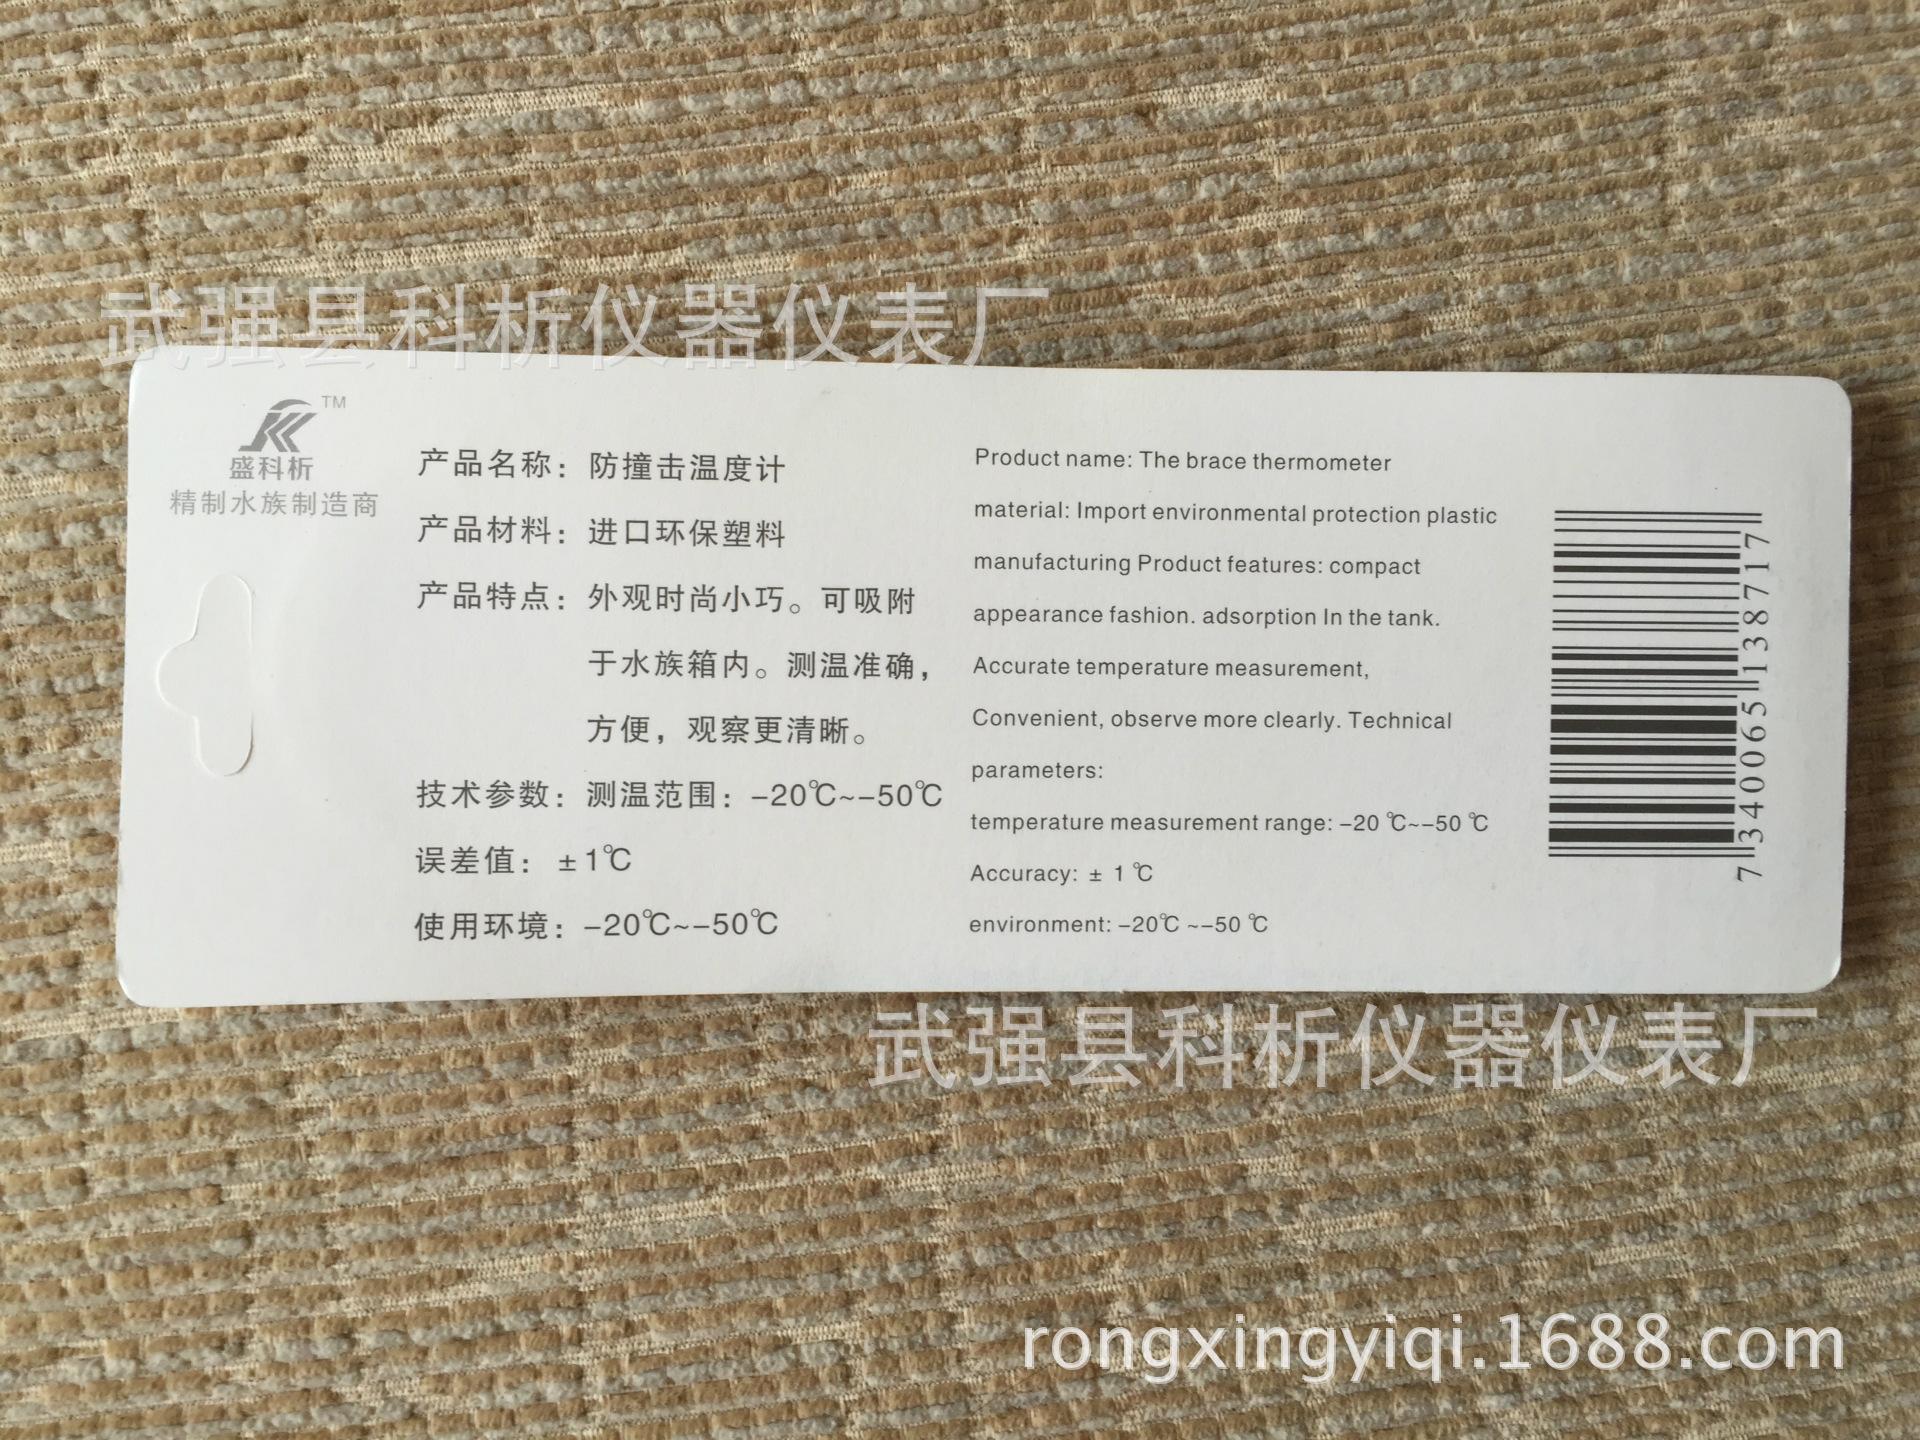 武强县科析仪器仪表厂
TM
盛科析
精制水族制造商
产品名称：防撞击温度计
产品材料：进口环保塑料
产品特点：外观时尚小巧。可吸附
于水族箱内。测温准确，
方便，观察更清晰。
技术参数：测温范围：-20℃~-50℃
误差值：±1℃
使用环境：-20℃~-50℃
Product name: The brace thermometer
material: Import environmental protection plastic
manufacturing Product features: compact
appearance fashion. adsorption In the tank.
Accurate temperature measurement,
Convenient, observe more clearly. Technical
parameters:
temperature measurement range: -20 ℃~-50 ℃
Accuracy: ± 1 ℃
environment: -20℃ ~-50 ℃
7340065138717
武强县科析仪器仪表厂
rongxingyiqi.1688.com